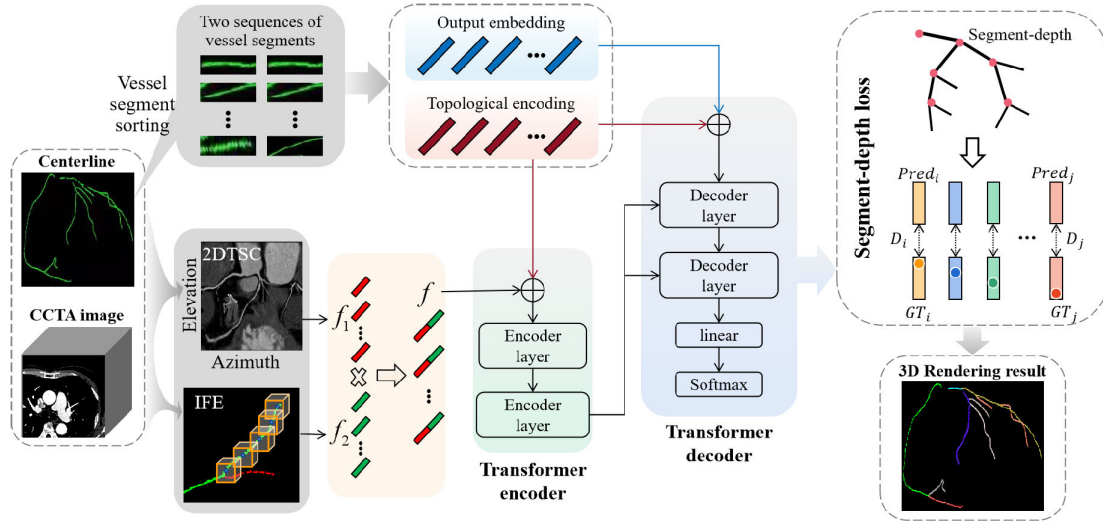 Two sequences of
vessel segments
Vessel
segment
sorting
Output embedding
Topological encoding
Centerline
CCTA image
2DTSC
Elevation
Azimuth
IFE
f₁
f₂
f
Encoder
layer
Encoder
layer
Transformer
encoder
Decoder
layer
Decoder
layer
linear
Softmax
Transformer
decoder
Segment-depth loss
Segment-depth
Predᵢ
Predⱼ
Dᵢ
Dⱼ
GTᵢ
GTⱼ
3D Rendering result